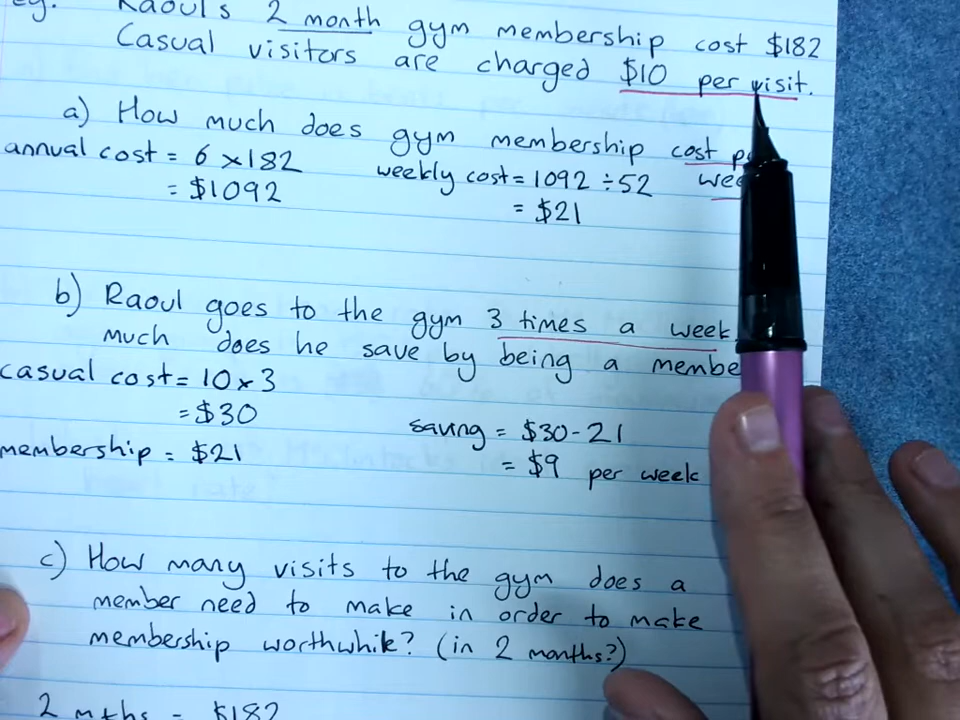 eg. Raoul's 2 month gym membership cost $182
Casual visitors are charged $10 per visit.
a) How much does gym membership cost
annual cost = 6 × 182 weekly cost = 1092 ÷ 52
= $1092 = $21
b) Raoul goes to the gym 3 times a week
much does he save by being a
casual cost = 10 × 3
= $30 saving = $30 - 21
membership = $21 = $9 per week
c) How many visits to the gym does a
member need to make in order to make
membership worthwhile? (in 2 months?)
2 mths = $182